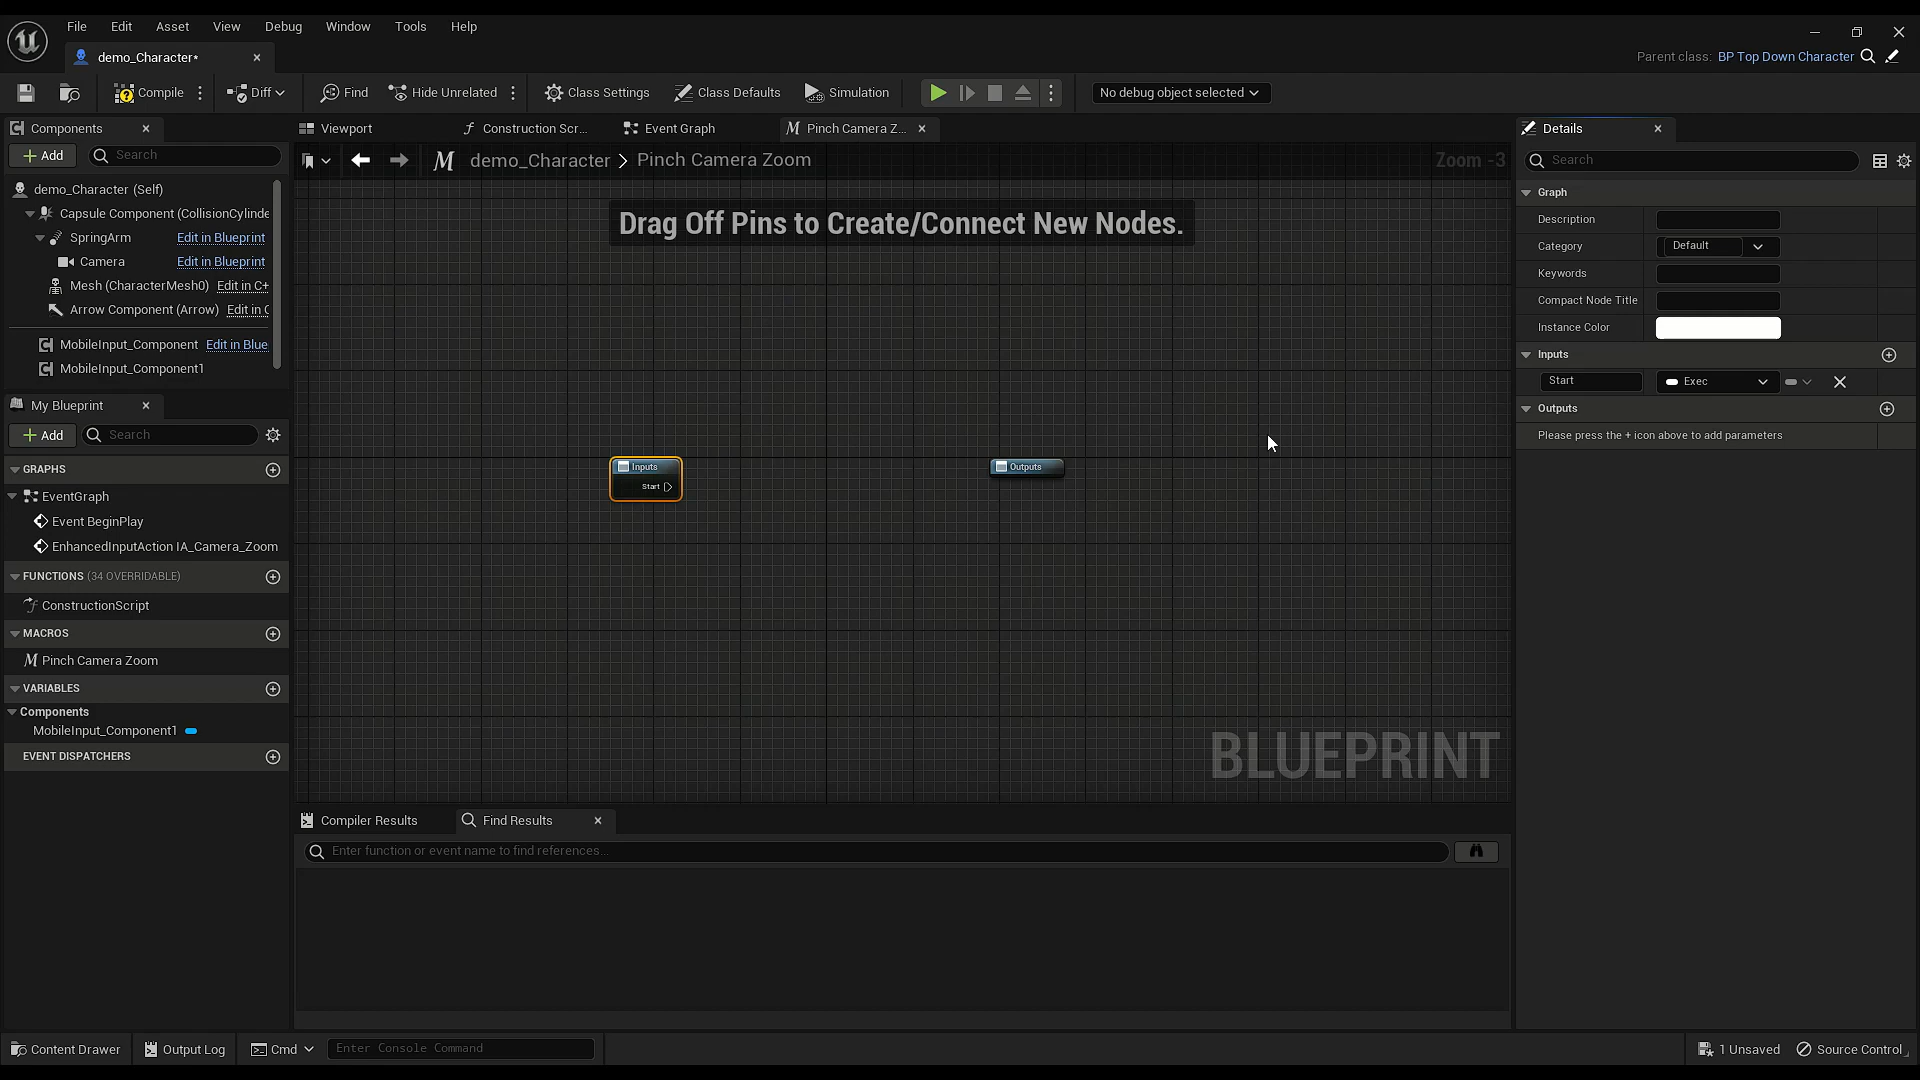 File Edit Asset View Debug Window Tools Help
demo_Character*
Parent class: BP Top Down Character
Compile Diff Find Hide Unrelated Class Settings Class Defaults Simulation No debug object selected
Components
Add Search
demo_Character (Self)
Capsule Component (CollisionCylinde
SpringArm Edit in Blueprint
Camera Edit in Blueprint
Mesh (CharacterMesh0) Edit in C+
Arrow Component (Arrow) Edit in C
MobileInput_Component Edit in Blue
MobileInput_Component1
My Blueprint
Add Search
GRAPHS
EventGraph
Event BeginPlay
EnhancedInputAction IA_Camera_Zoom
FUNCTIONS (34 OVERRIDABLE)
ConstructionScript
MACROS
Pinch Camera Zoom
VARIABLES
Components
MobileInput_Component1
EVENT DISPATCHERS
Viewport Construction Scr... Event Graph Pinch Camera Z...
demo_Character > Pinch Camera Zoom Zoom -3
Drag Off Pins to Create/Connect New Nodes.
Inputs
Start
Outputs
BLUEPRINT
Compiler Results Find Results
Enter function or event name to find references...
Details
Search
Graph
Description
Category Default
Keywords
Compact Node Title
Instance Color
Inputs
Start Exec
Outputs
Please press the + icon above to add parameters
Content Drawer Output Log Cmd Enter Console Command 1 Unsaved Source Control